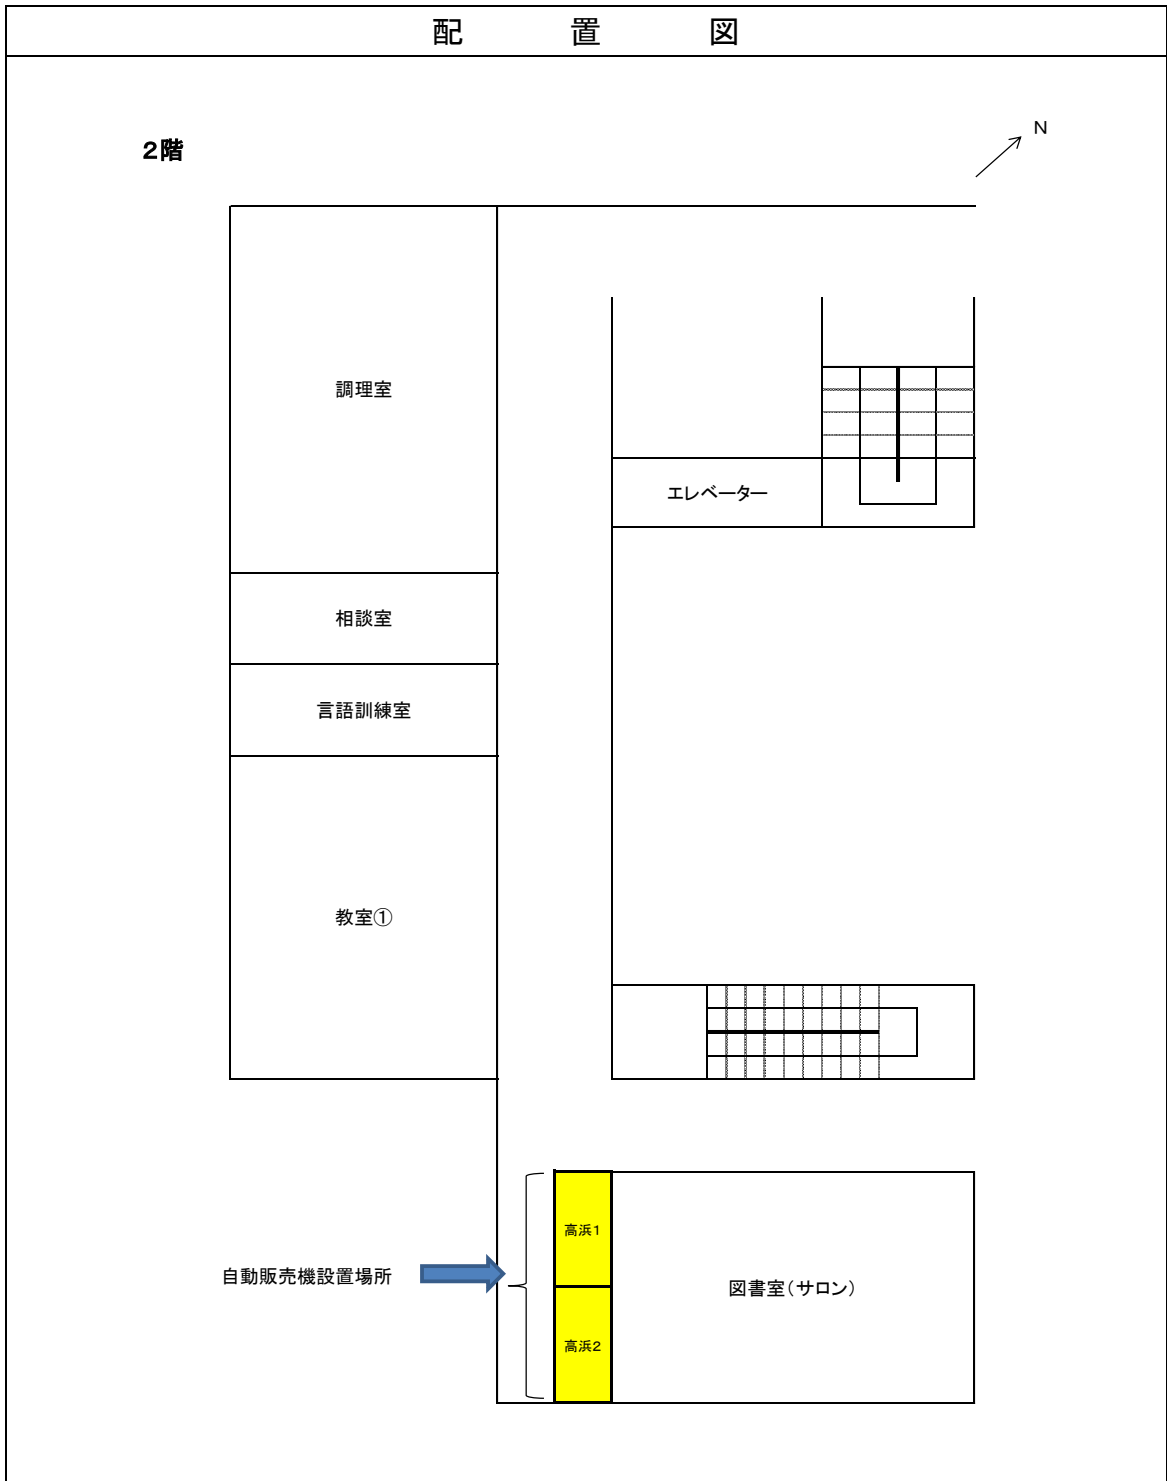 配 置 図
N
2階
調理室
エレベーター
相談室
言語訓練室
教室①
高浜1
自動販売機設置場所
図書室(サロン)
高浜2